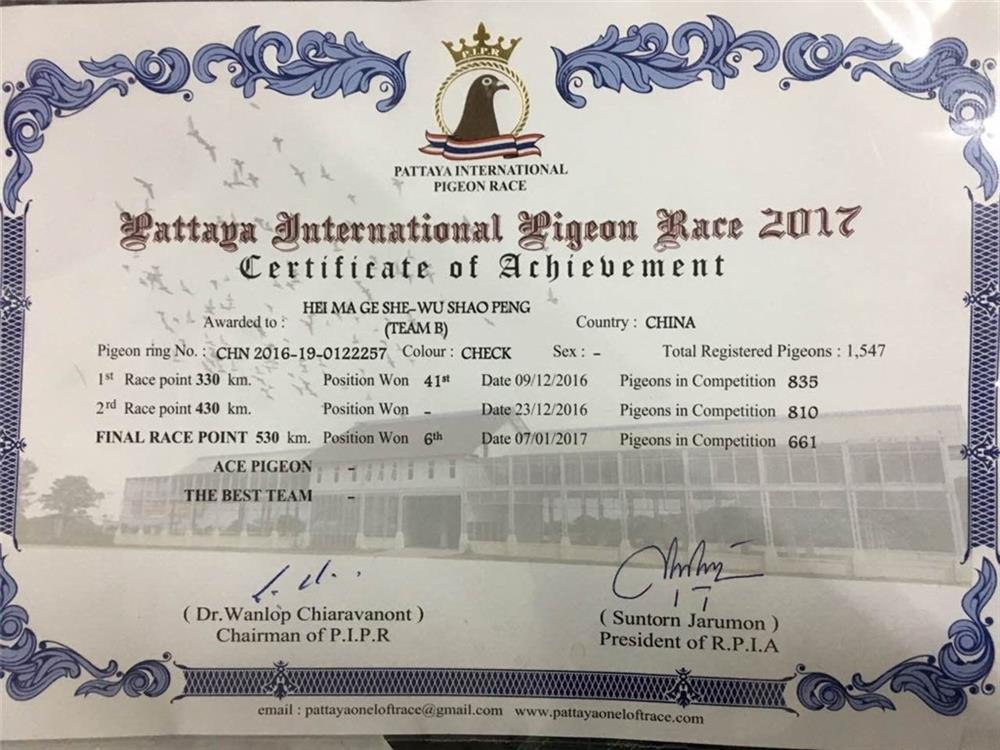 P.I.P.R
PATTAYA INTERNATIONAL
PIGEON RACE
Pattaya International Pigeon Race 2017
Certificate of Achievement
Awarded to : HEI MA GE SHE-WU SHAO PENG (TEAM B) Country : CHINA
Pigeon ring No. : CHN 2016-19-0122257 Colour : CHECK Sex : - Total Registered Pigeons : 1,547
1st Race point 330 km. Position Won 41st Date 09/12/2016 Pigeons in Competition 835
2rd Race point 430 km. Position Won - Date 23/12/2016 Pigeons in Competition 810
FINAL RACE POINT 530 km. Position Won 6th Date 07/01/2017 Pigeons in Competition 661
ACE PIGEON -
THE BEST TEAM -
( Dr.Wanlop Chiaravanont ) ( Suntorn Jarumon )
Chairman of P.I.P.R President of R.P.I.A
email : pattayaoneloftrace@gmail.com www.pattayaoneloftrace.com